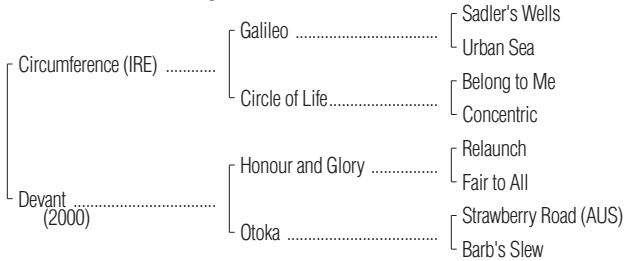 Sadler's Wells
Galileo ....................................
Urban Sea
Circumference (IRE) ............
Belong to Me
Circle of Life...........................
Concentric
Relaunch
Honour and Glory ................
Fair to All
Devant ...................................
(2000)
Strawberry Road (AUS)
Otoka .....................................
Barb's Slew